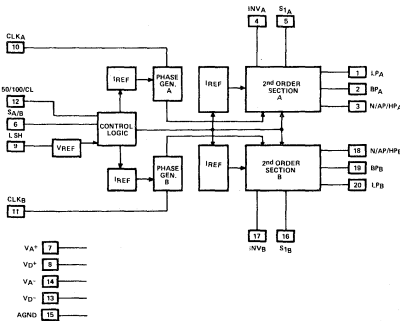 INVA S1A
4 5
CLKA
10
IREF
PHASE GEN. A
IREF
2ND ORDER SECTION A
1 LPA
2 BPA
3 N/AP/HPA
50/100/CL
12
SA/B
6
LSH
9
VREF
CONTROL LOGIC
IREF
PHASE GEN. B
IREF
2ND ORDER SECTION B
18 N/AP/HPB
19 BPB
20 LPB
CLKB
11
17 16
INVB S1B
VA+ 7
VD+ 8
VA- 14
VD- 13
AGND 15